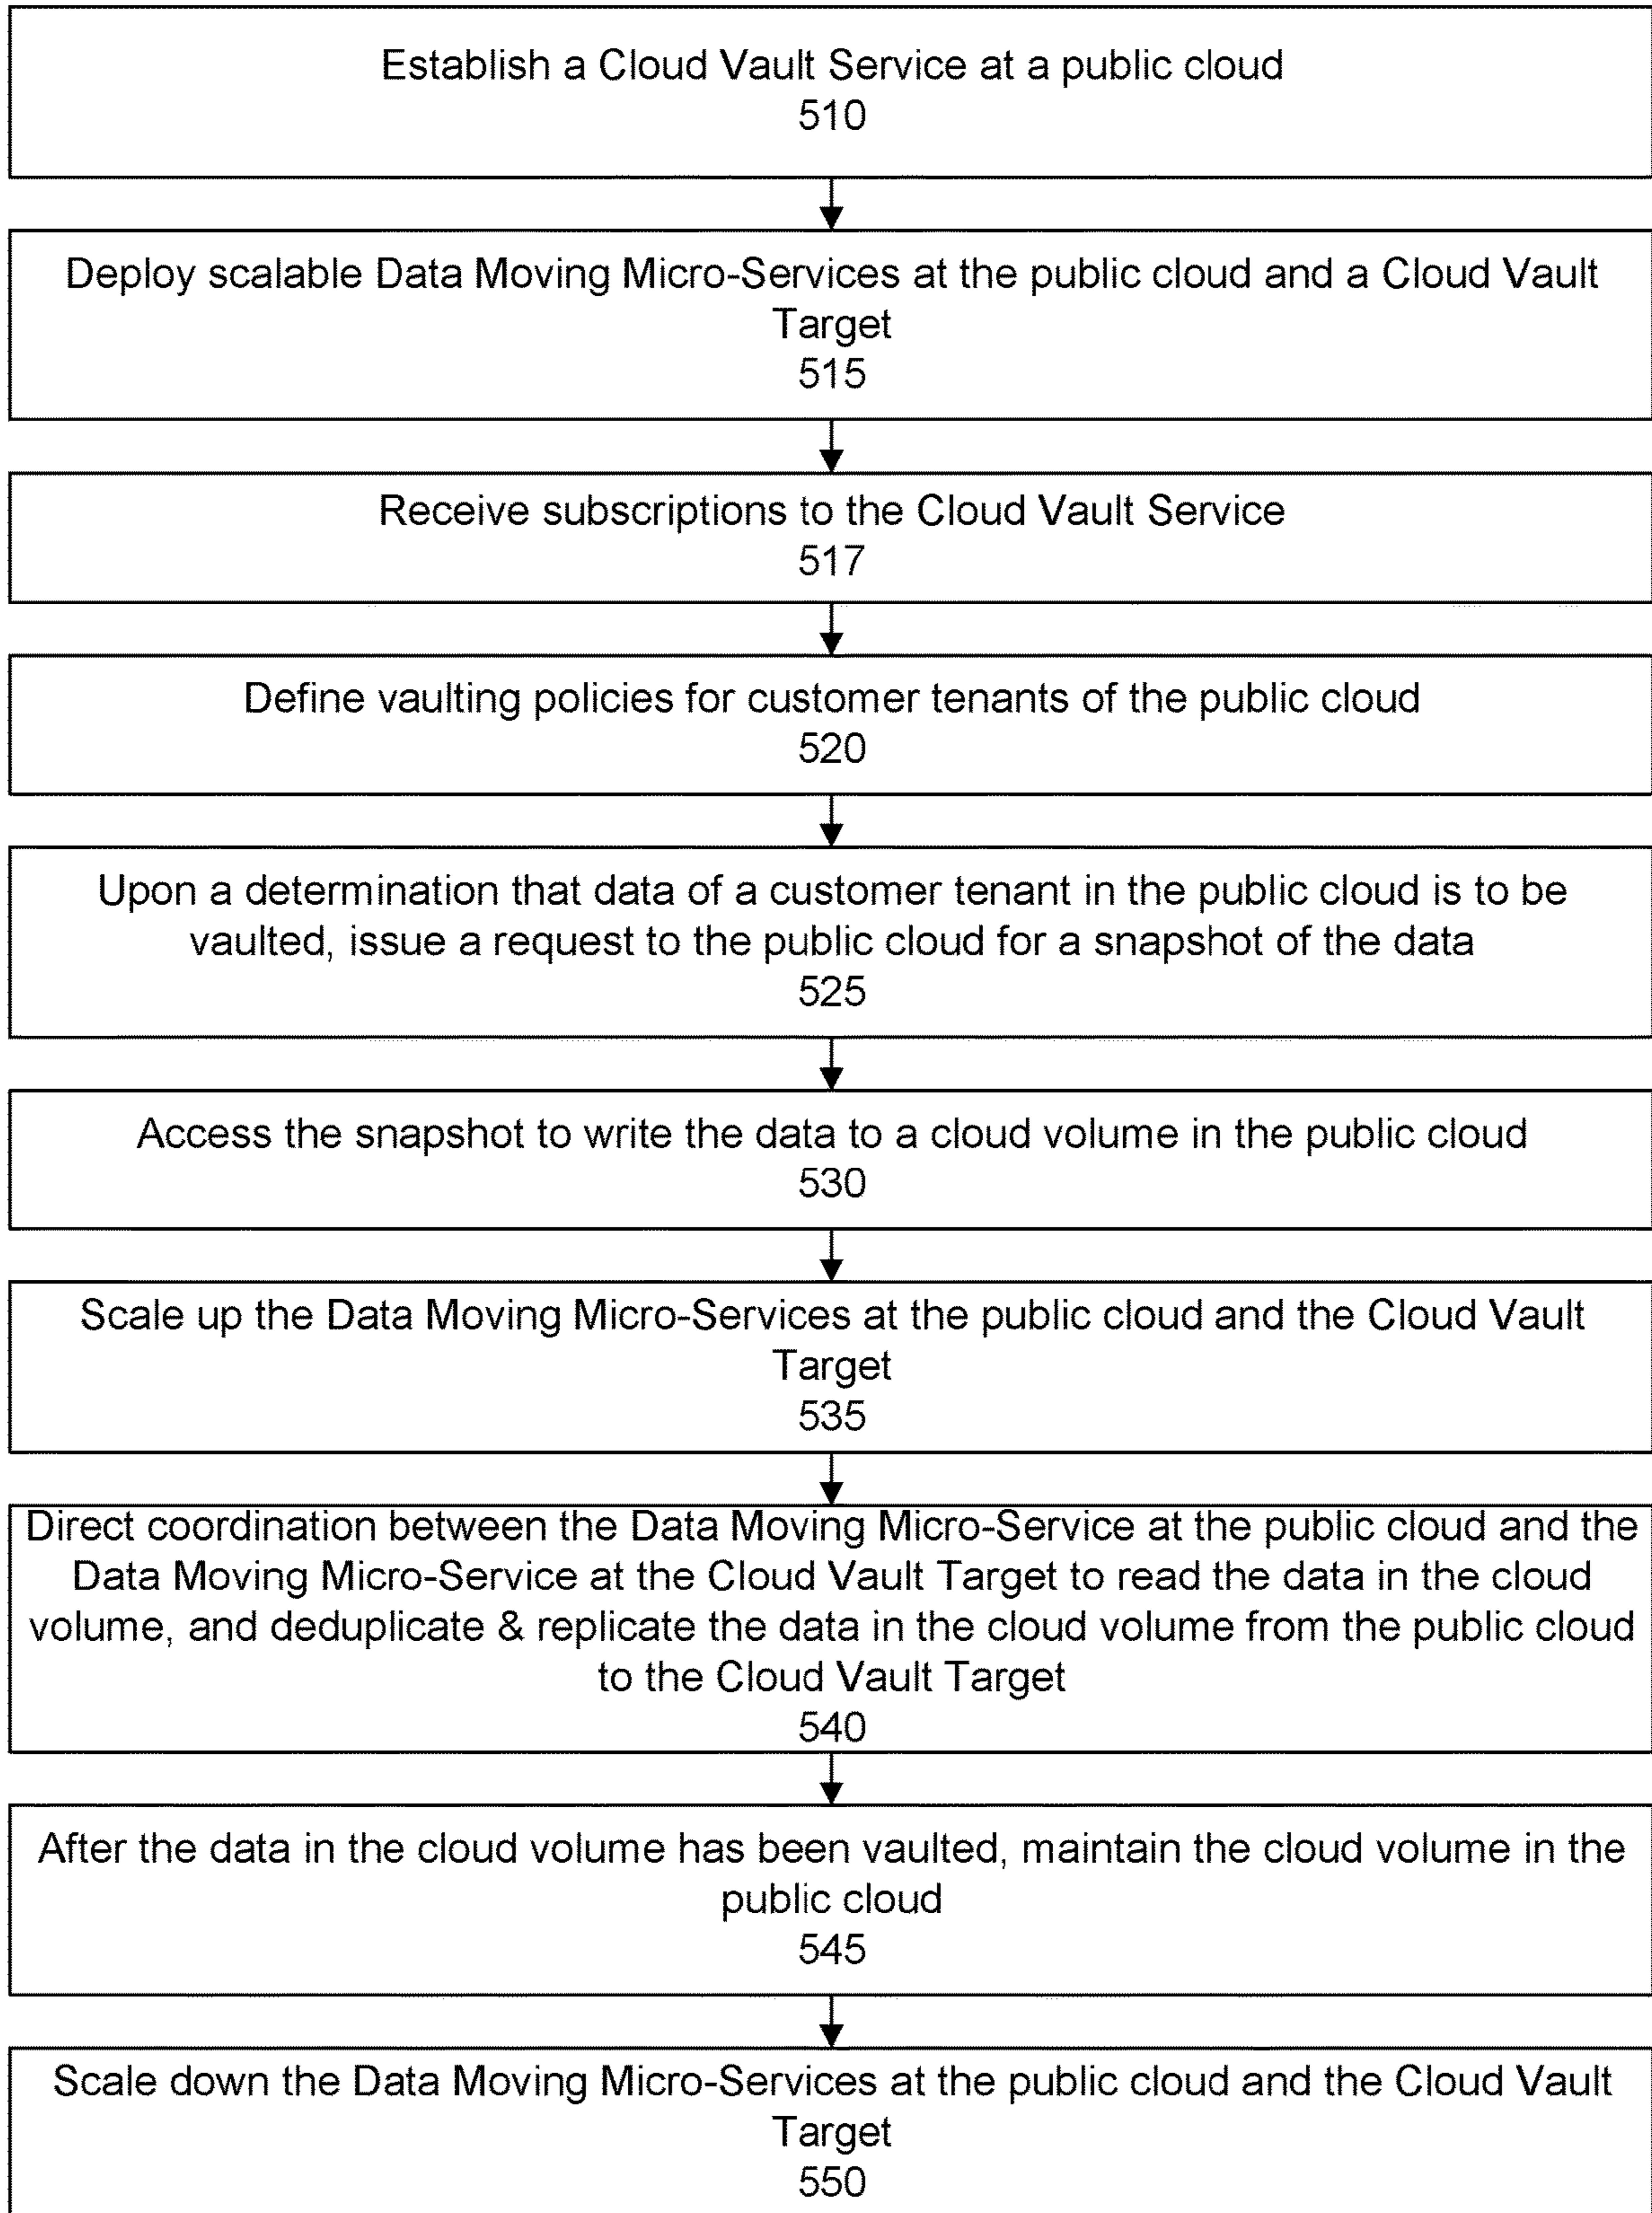 Establish a Cloud Vault Service at a public cloud
510
Deploy scalable Data Moving Micro-Services at the public cloud and a Cloud Vault
Target
515
Receive subscriptions to the Cloud Vault Service
517
Define vaulting policies for customer tenants of the public cloud
520
Upon a determination that data of a customer tenant in the public cloud is to be
vaulted, issue a request to the public cloud for a snapshot of the data
525
Access the snapshot to write the data to a cloud volume in the public cloud
530
Scale up the Data Moving Micro-Services at the public cloud and the Cloud Vault
Target
535
Direct coordination between the Data Moving Micro-Service at the public cloud and the
Data Moving Micro-Service at the Cloud Vault Target to read the data in the cloud
volume, and deduplicate & replicate the data in the cloud volume from the public cloud
to the Cloud Vault Target
540
After the data in the cloud volume has been vaulted, maintain the cloud volume in the
public cloud
545
Scale down the Data Moving Micro-Services at the public cloud and the Cloud Vault
Target
550